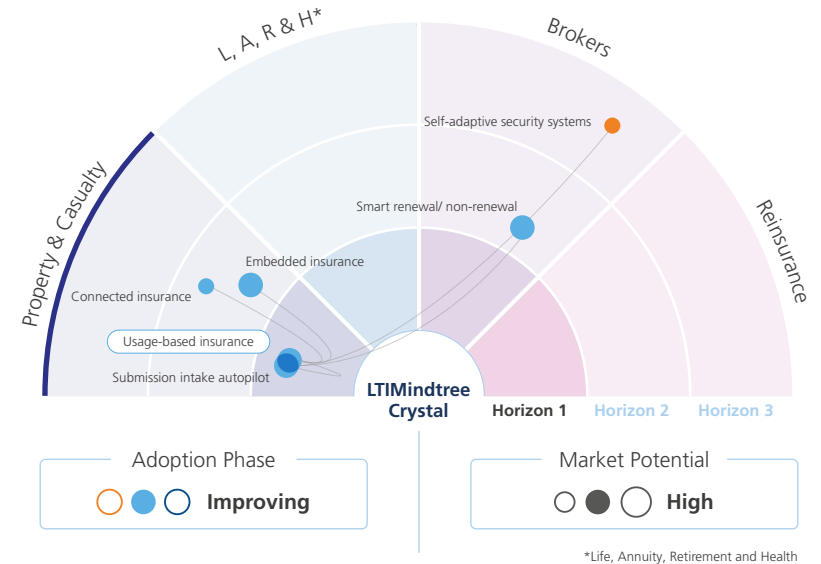 L, A, R & H*
Brokers
Property & Casualty
Reinsurance
Self-adaptive security systems
Smart renewal/ non-renewal
Embedded insurance
Connected insurance
Usage-based insurance
Submission intake autopilot
LTIMindtree
Crystal
Horizon 1
Horizon 2
Horizon 3
Adoption Phase
Improving
Market Potential
High
*Life, Annuity, Retirement and Health